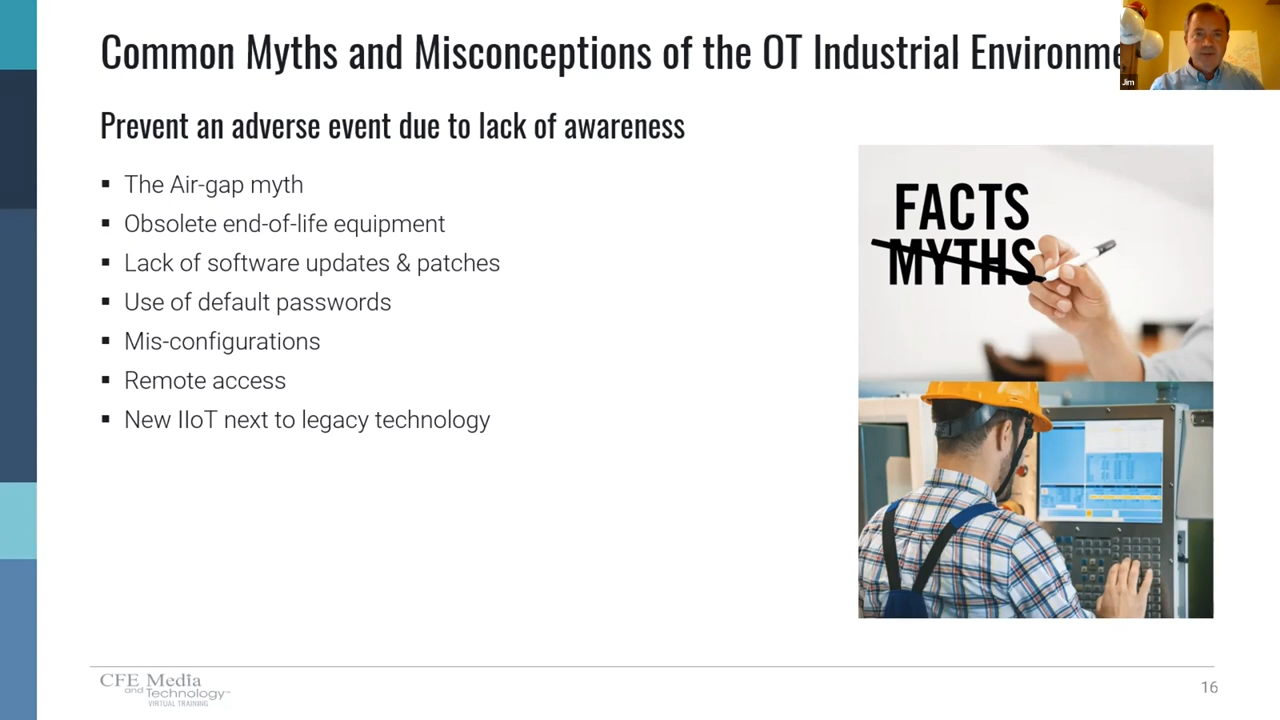 Common Myths and Misconceptions of the OT Industrial Environme
Jim
Prevent an adverse event due to lack of awareness
▪ The Air-gap myth
▪ Obsolete end-of-life equipment
▪ Lack of software updates & patches
▪ Use of default passwords
▪ Mis-configurations
▪ Remote access
▪ New IIoT next to legacy technology
FACTS
MYTHS
CFE Media
and Technology™
VIRTUAL TRAINING
16